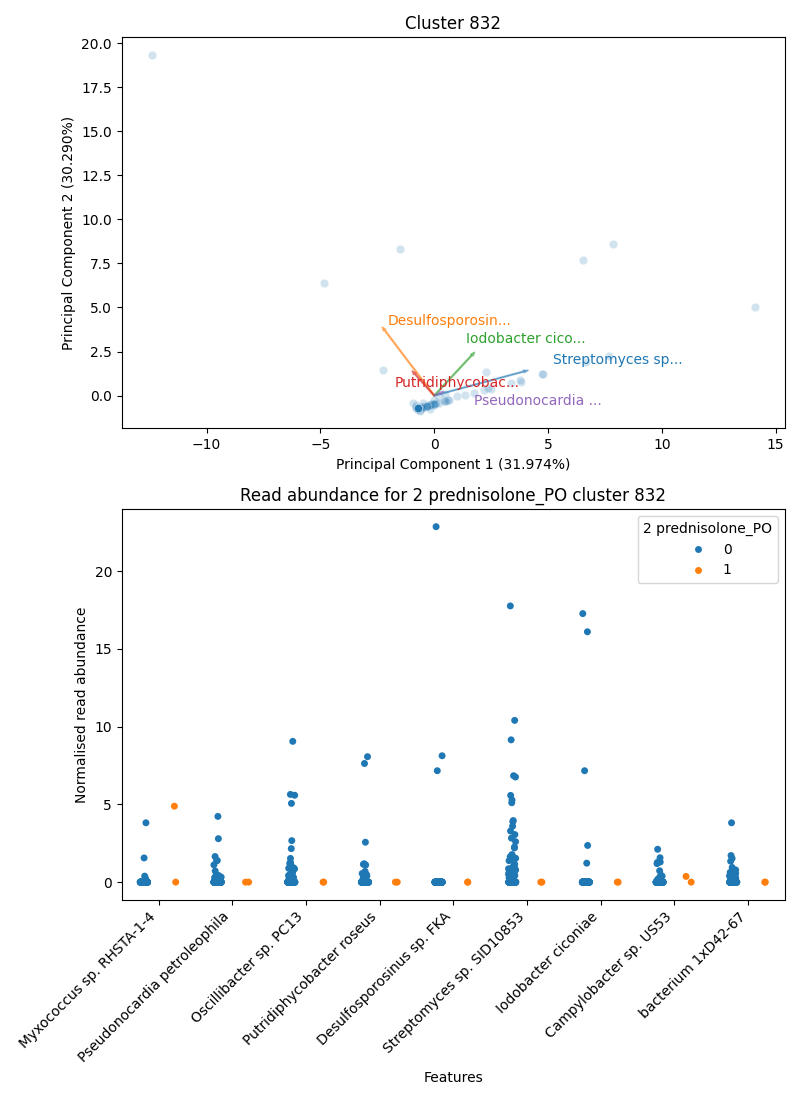 Cluster 832
20.0
17.5
15.0
12.5
10.0
7.5
5.0
2.5
0.0
Principal Component 2 (30.290%)
Desulfosporosin...
Iodobacter cico...
Streptomyces sp...
Putridiphycobac...
Pseudonocardia ...
−10
−5
0
5
10
15
Principal Component 1 (31.974%)
Read abundance for 2 prednisolone_PO cluster 832
2 prednisolone_PO
0
1
20
15
10
5
0
Normalised read abundance
Myxococcus sp. RHSTA-1-4
Pseudonocardia petroleophila
Oscillibacter sp. PC13
Putridiphycobacter roseus
Desulfosporosinus sp. FKA
Streptomyces sp. SID10853
Iodobacter ciconiae
Campylobacter sp. US53
bacterium 1xD42-67
Features